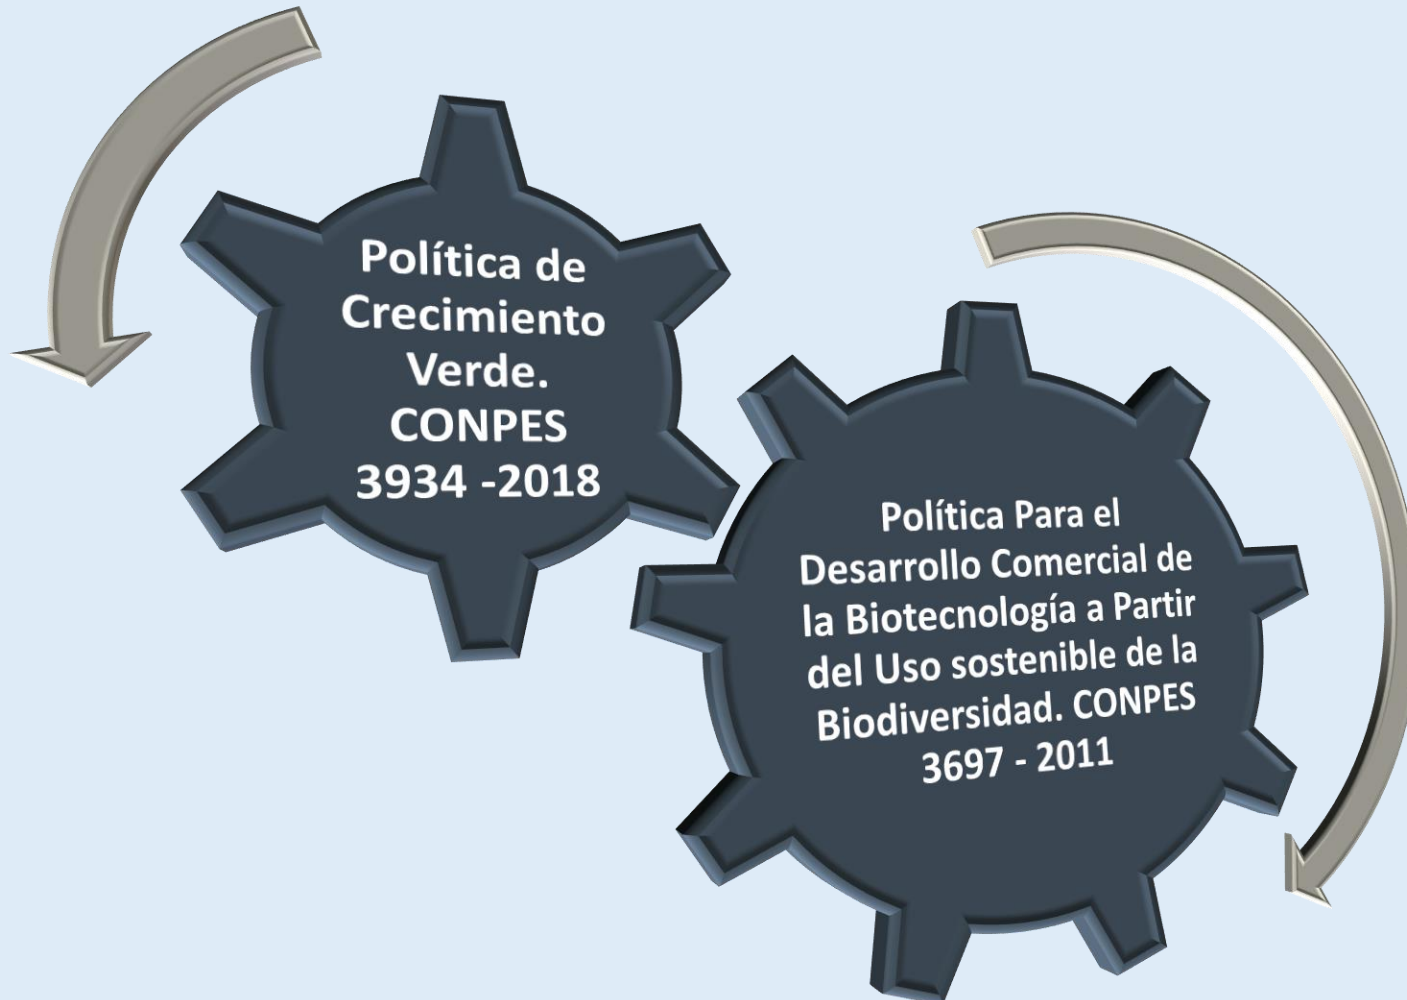 Política de
Crecimiento
Verde.
CONPES
3934 -2018
Política Para el
Desarrollo Comercial de
la Biotecnología a Partir
del Uso sostenible de la
Biodiversidad. CONPES
3697 - 2011